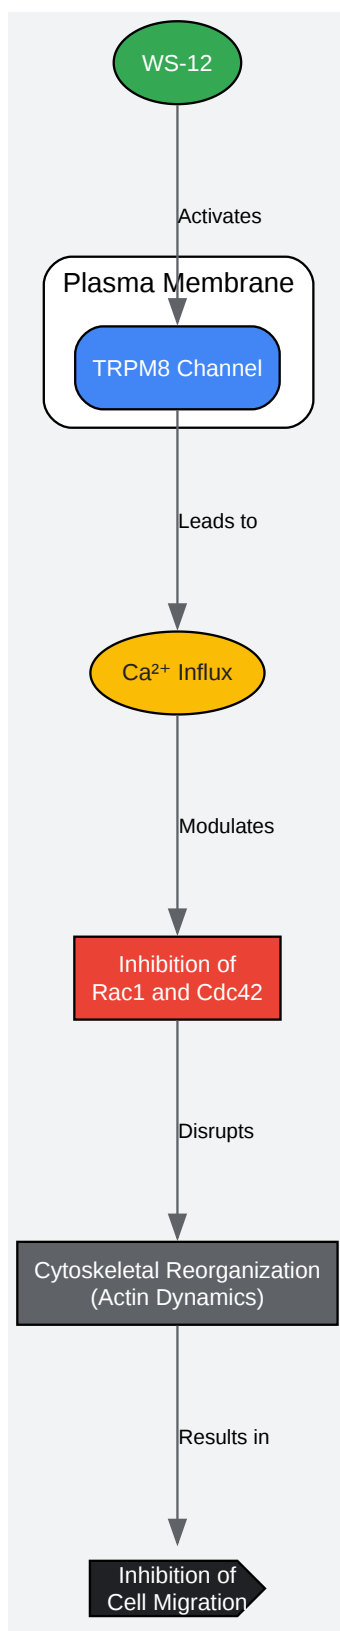 WS-12
Activates
Plasma Membrane
TRPM8 Channel
Leads to
Ca²⁺ Influx
Modulates
Inhibition of
Rac1 and Cdc42
Disrupts
Cytoskeletal Reorganization
(Actin Dynamics)
Results in
Inhibition of
Cell Migration